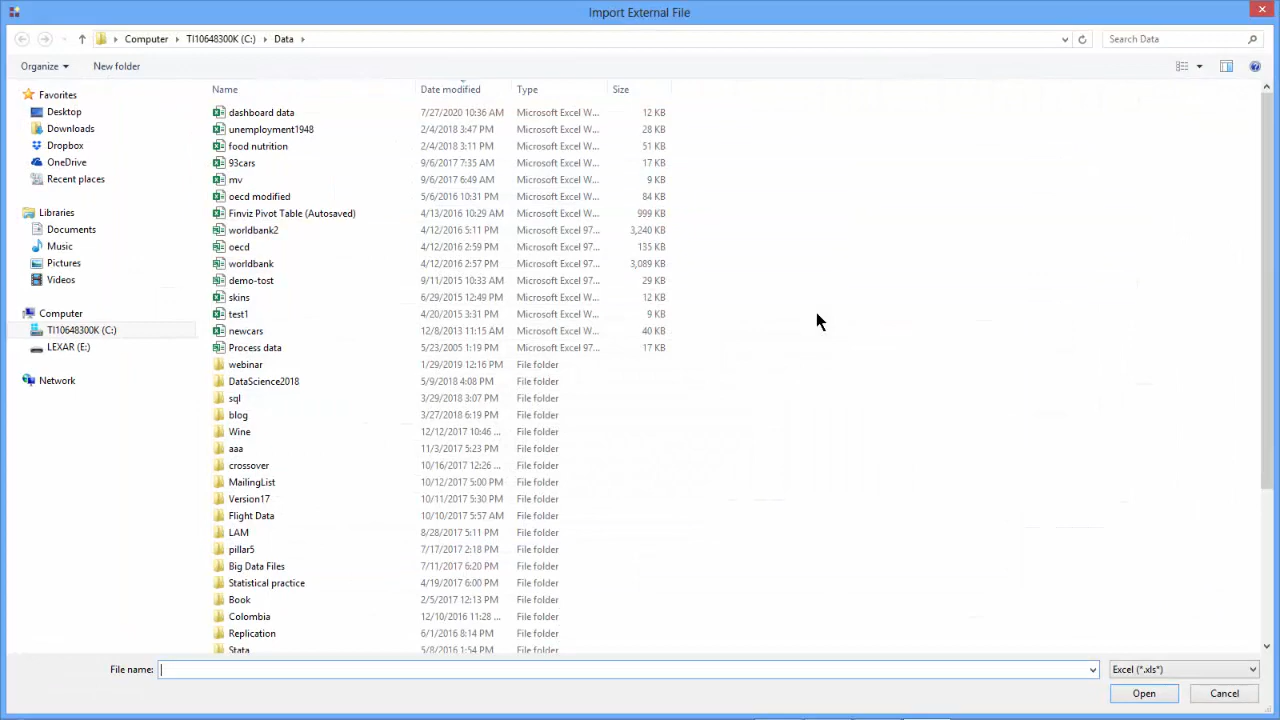 Import External File
Computer TI10648300K (C:) Data
Search Data
Organize New folder
Name Date modified Type Size
Favorites
Desktop
Downloads
Dropbox
OneDrive
Recent places
Libraries
Documents
Music
Pictures
Videos
Computer
TI10648300K (C:)
LEXAR (E:)
Network
dashboard data 7/27/2020 10:36 AM Microsoft Excel W... 12 KB
unemployment1948 2/4/2018 3:47 PM Microsoft Excel W... 28 KB
food nutrition 2/4/2018 3:11 PM Microsoft Excel W... 51 KB
93cars 9/6/2017 7:35 AM Microsoft Excel W... 17 KB
mv 9/6/2017 6:49 AM Microsoft Excel W... 9 KB
oecd modified 5/6/2016 10:31 PM Microsoft Excel W... 84 KB
Finviz Pivot Table (Autosaved) 4/13/2016 10:29 AM Microsoft Excel W... 999 KB
worldbank2 4/12/2016 5:11 PM Microsoft Excel 97... 3,240 KB
oecd 4/12/2016 2:59 PM Microsoft Excel 97... 135 KB
worldbank 4/12/2016 2:57 PM Microsoft Excel 97... 3,089 KB
demo-tost 9/11/2015 10:33 AM Microsoft Excel 97... 29 KB
skins 6/29/2015 12:49 PM Microsoft Excel W... 12 KB
test1 4/20/2015 3:31 PM Microsoft Excel W... 9 KB
newcars 12/8/2013 11:15 AM Microsoft Excel W... 40 KB
Process data 5/23/2005 1:19 PM Microsoft Excel 97... 17 KB
webinar 1/29/2019 12:16 PM File folder
DataScience2018 5/9/2018 4:08 PM File folder
sql 3/29/2018 3:07 PM File folder
blog 3/27/2018 6:19 PM File folder
Wine 12/12/2017 10:46 ... File folder
aaa 11/3/2017 5:23 PM File folder
crossover 10/16/2017 12:26 ... File folder
MailingList 10/12/2017 5:00 PM File folder
Version17 10/11/2017 5:30 PM File folder
Flight Data 10/10/2017 5:57 AM File folder
LAM 8/28/2017 5:11 PM File folder
pillar5 7/17/2017 2:18 PM File folder
Big Data Files 7/11/2017 6:20 PM File folder
Statistical practice 4/19/2017 6:00 PM File folder
Book 2/5/2017 12:13 PM File folder
Colombia 12/10/2016 11:28 ... File folder
Replication 6/1/2016 8:14 PM File folder
Stata 5/8/2016 1:54 PM File folder
File name: Excel (*.xls*)
Open Cancel